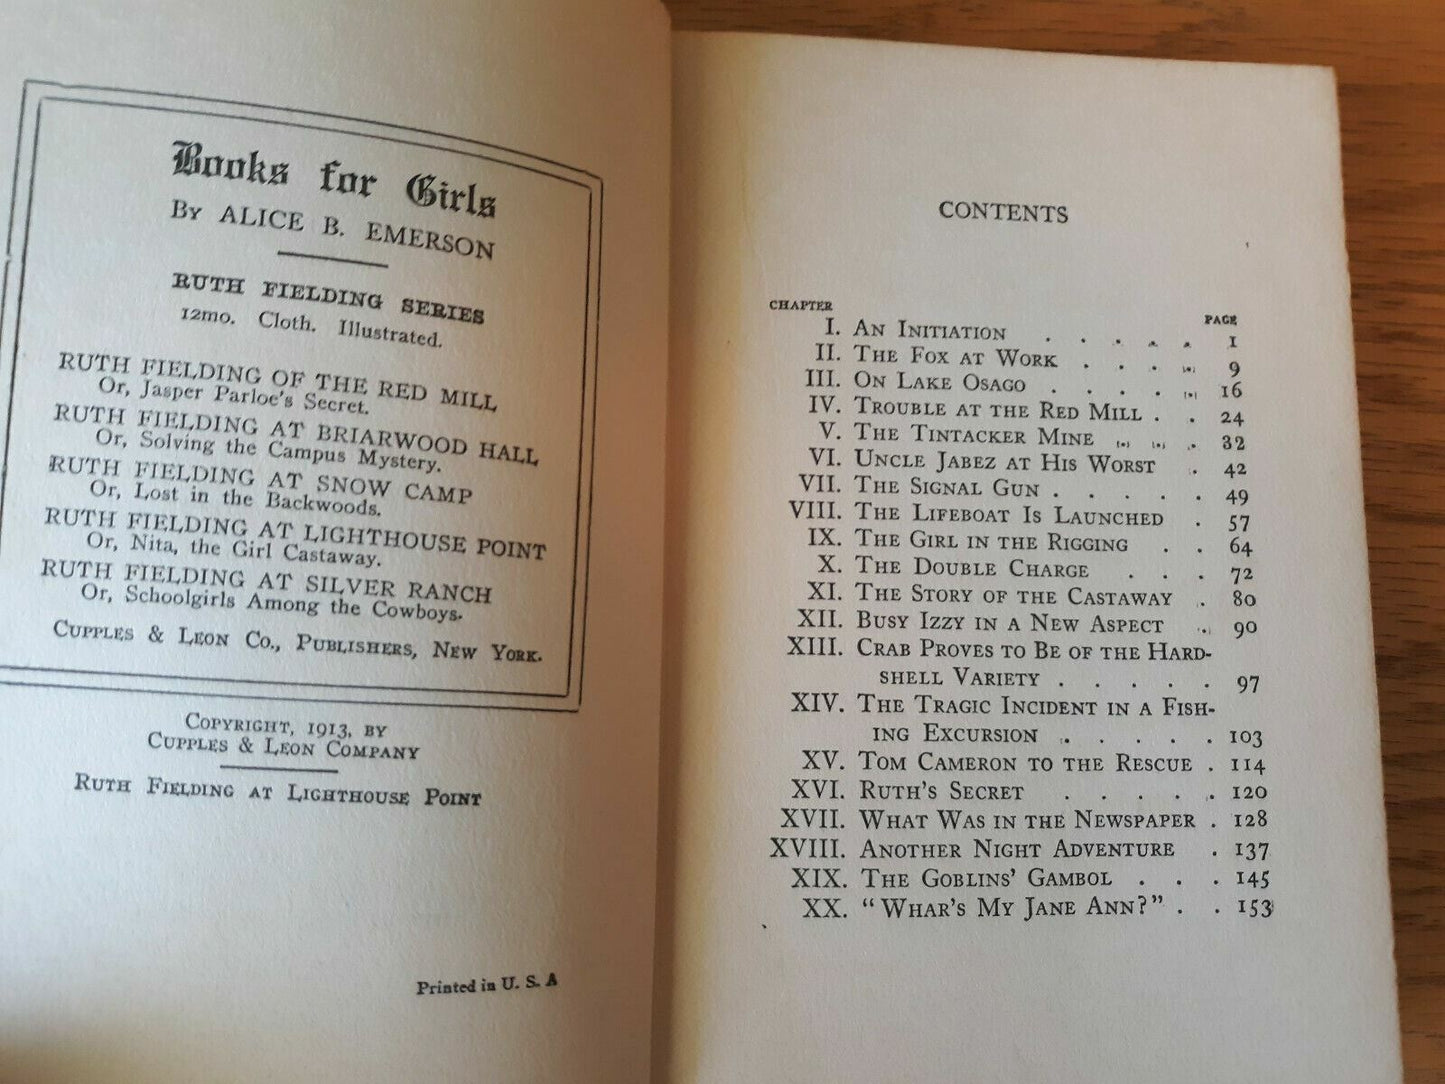 Books for Girls
By ALICE B. EMERSON
RUTH FIELDING SERIES
12mo. Cloth. Illustrated.
RUTH FIELDING OF THE RED MILL
Or, Jasper Parloe's Secret.
RUTH FIELDING AT BRIARWOOD HALL
Or, Solving the Campus Mystery.
RUTH FIELDING AT SNOW CAMP
Or, Lost in the Backwoods.
RUTH FIELDING AT LIGHTHOUSE POINT
Or, Nita, the Girl Castaway.
RUTH FIELDING AT SILVER RANCH
Or, Schoolgirls Among the Cowboys.
Cupples & Leon Co., Publishers, New York.
Copyright, 1913, by
Cupples & Leon Company
Ruth Fielding at Lighthouse Point
Printed in U. S. A
CONTENTS
CHAPTER PAGE
I. An Initiation . . . . . 1
II. The Fox at Work . . . . 9
III. On Lake Osago . . . . 16
IV. Trouble at the Red Mill . . 24
V. The Tintacker Mine . . . 32
VI. Uncle Jabez at His Worst . 42
VII. The Signal Gun . . . . . 49
VIII. The Lifeboat Is Launched . 57
IX. The Girl in the Rigging . . 64
X. The Double Charge . . . 72
XI. The Story of the Castaway . 80
XII. Busy Izzy in a New Aspect . 90
XIII. Crab Proves to Be of the Hard-
shell Variety . . . . . 97
XIV. The Tragic Incident in a Fish-
ing Excursion . . . . . 103
XV. Tom Cameron to the Rescue . 114
XVI. Ruth's Secret . . . . . 120
XVII. What Was in the Newspaper . 128
XVIII. Another Night Adventure . 137
XIX. The Goblins' Gambol . . . 145
XX. "Whar's My Jane Ann?" . . 153